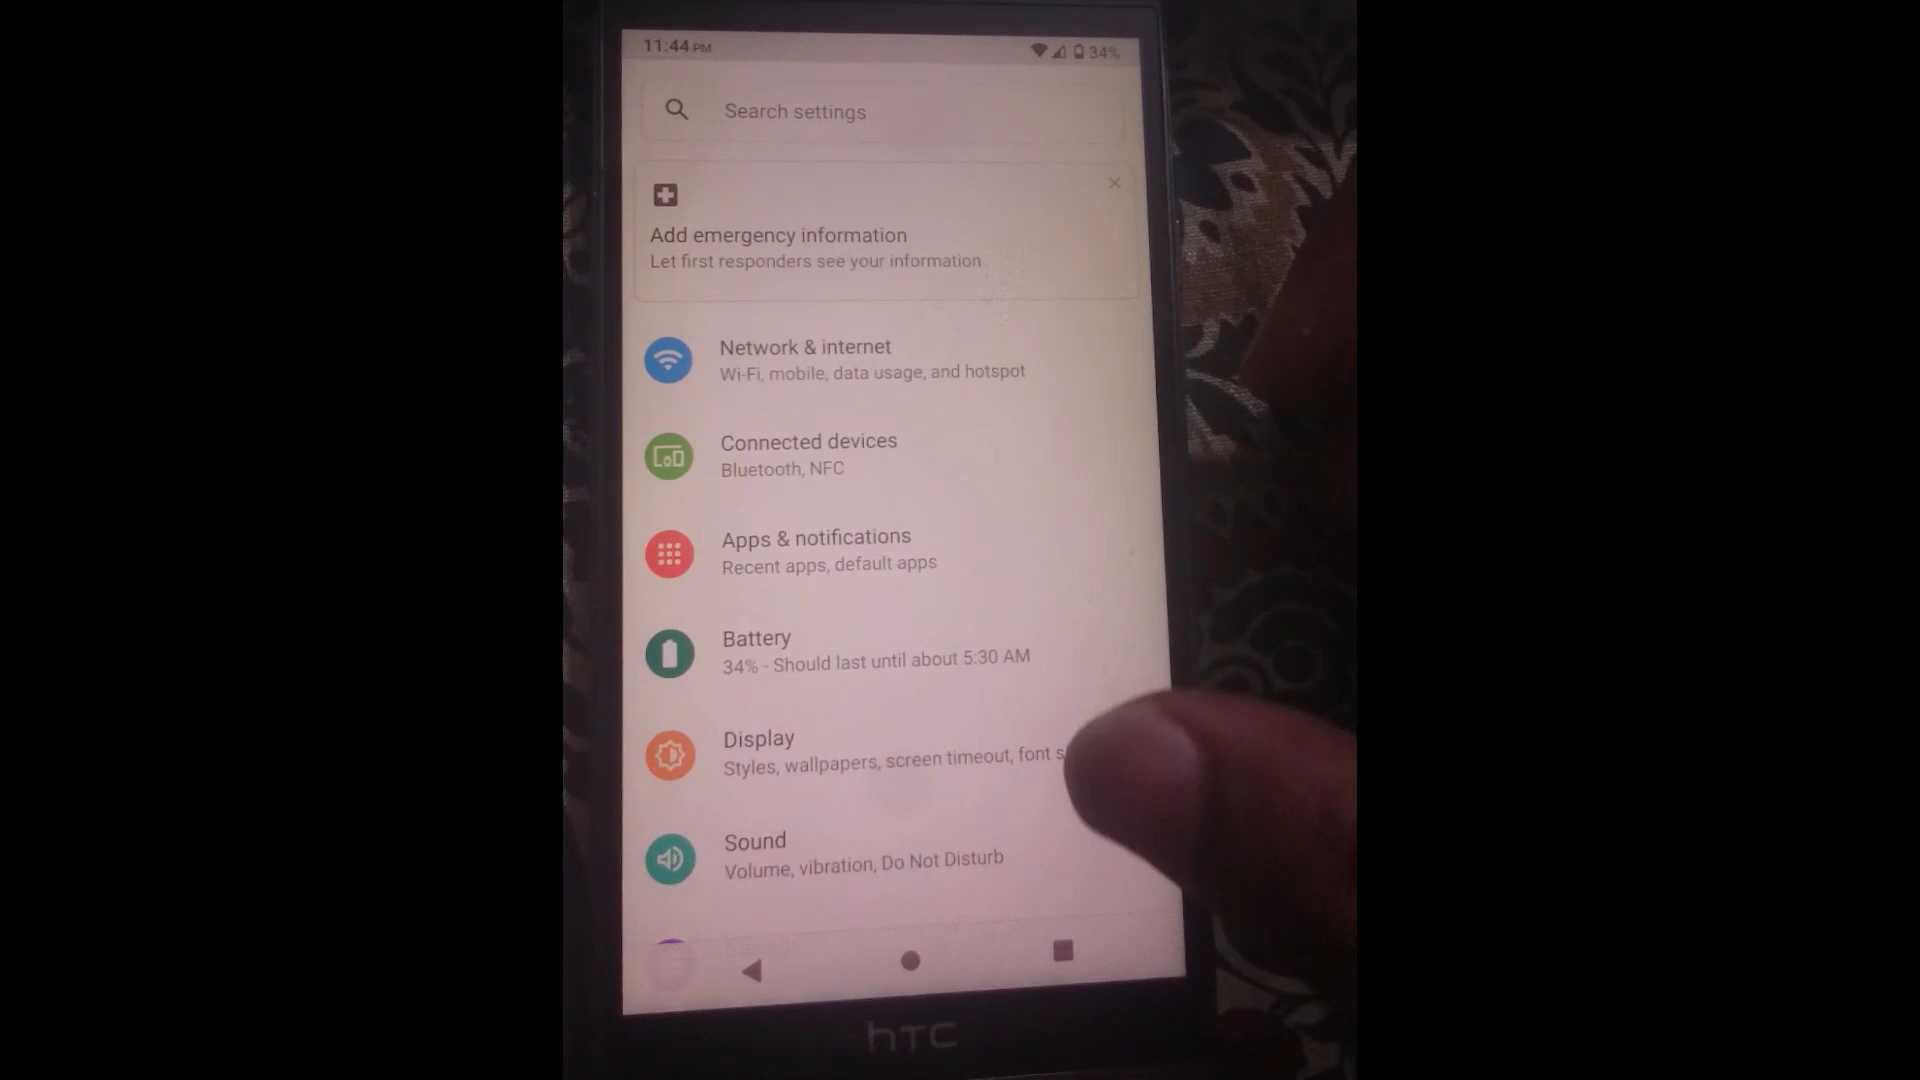 11:44 PM 34%
Search settings
Add emergency information
Let first responders see your information
Network & internet
Wi-Fi, mobile, data usage, and hotspot
Connected devices
Bluetooth, NFC
Apps & notifications
Recent apps, default apps
Battery
34% - Should last until about 5:30 AM
Display
Styles, wallpapers, screen timeout, font
Sound
Volume, vibration, Do Not Disturb
hTC